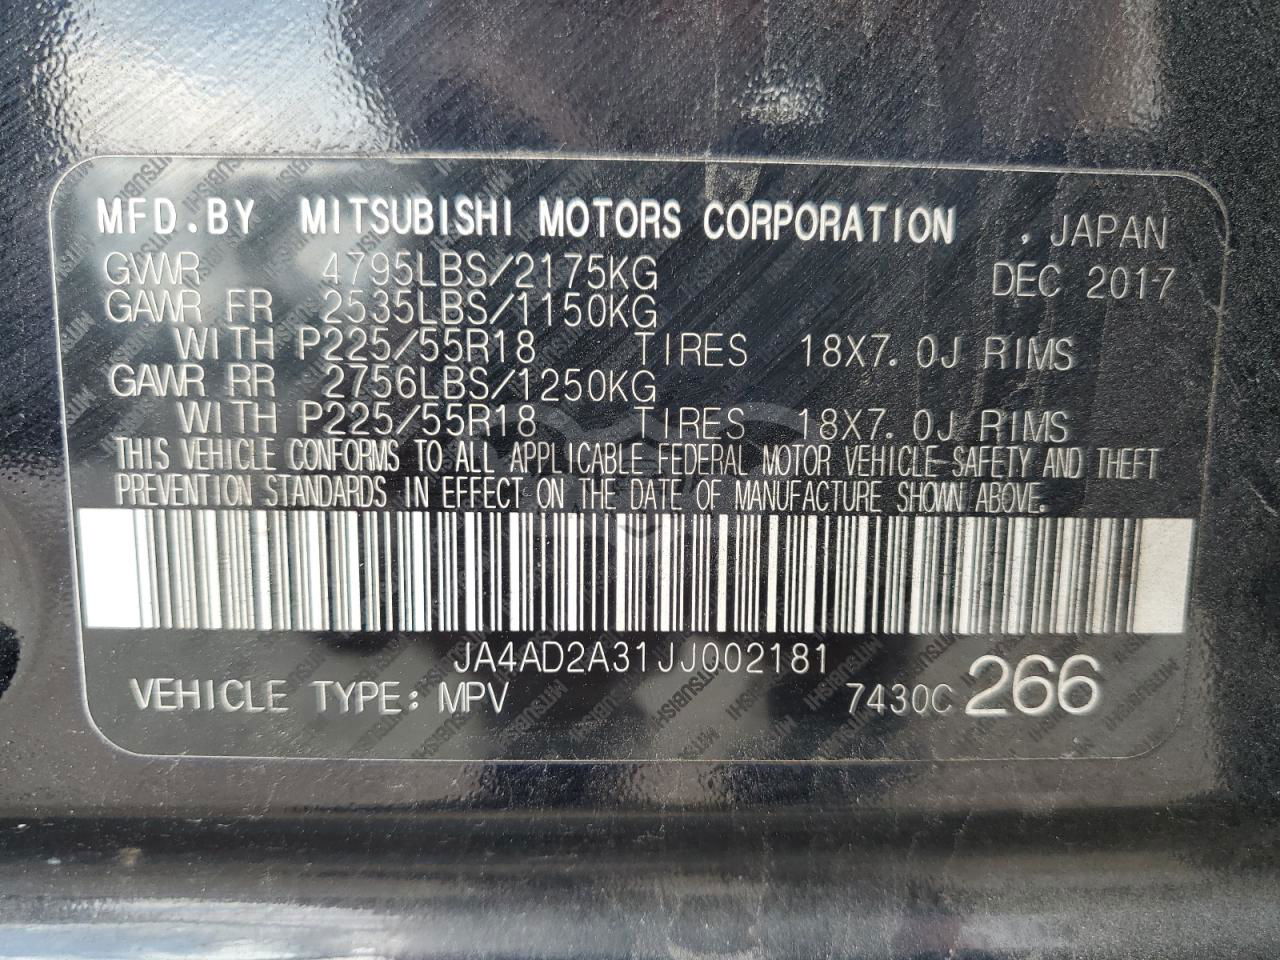 MFD.BY MITSUBISHI MOTORS CORPORATION , JAPAN
GVWR 4795LBS/2175KG DEC 2017
GAWR FR 2535LBS/1150KG
WITH P225/55R18 TIRES 18X7.0J RIMS
GAWR RR 2756LBS/1250KG
WITH P225/55R18 TIRES 18X7.0J RIMS
THIS VEHICLE CONFORMS TO ALL APPLICABLE FEDERAL MOTOR VEHICLE SAFETY AND THEFT
PREVENTION STANDARDS IN EFFECT ON THE DATE OF MANUFACTURE SHOWN ABOVE.
JA4AD2A31JJ002181
VEHICLE TYPE: MPV 7430C 266